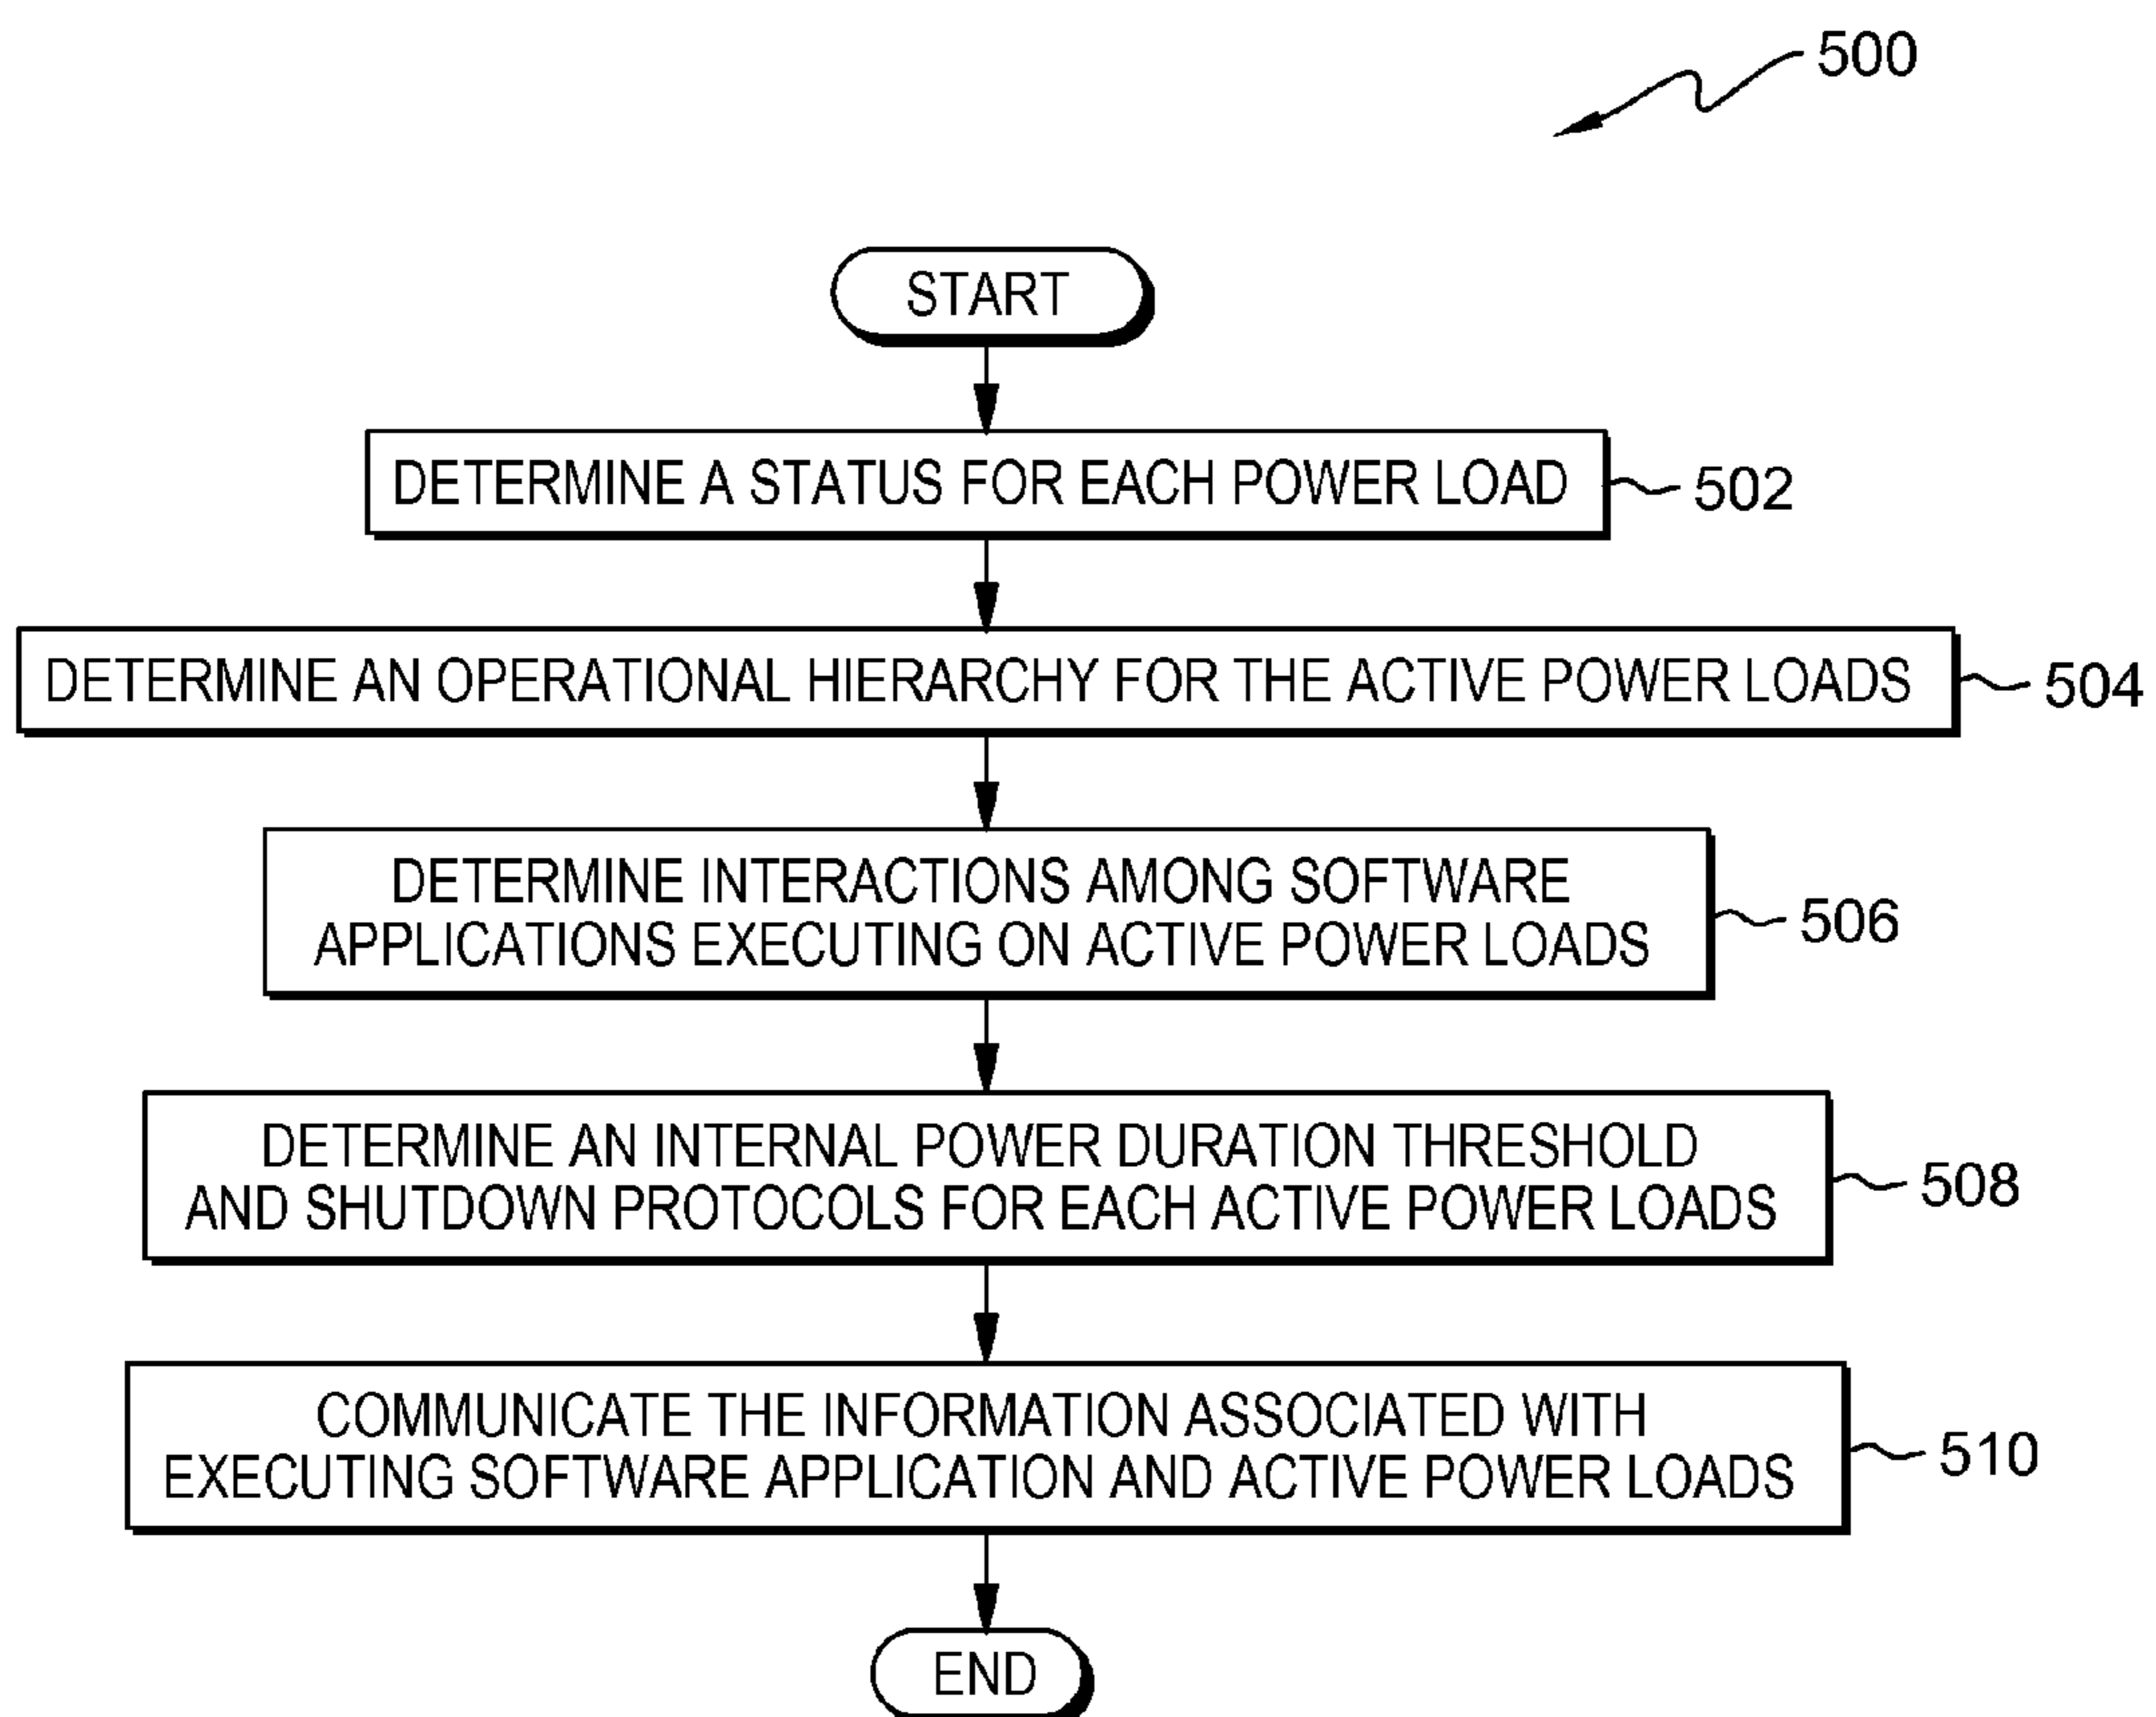 500
START
DETERMINE A STATUS FOR EACH POWER LOAD
502
DETERMINE AN OPERATIONAL HIERARCHY FOR THE ACTIVE POWER LOADS
504
DETERMINE INTERACTIONS AMONG SOFTWARE
APPLICATIONS EXECUTING ON ACTIVE POWER LOADS
506
DETERMINE AN INTERNAL POWER DURATION THRESHOLD
AND SHUTDOWN PROTOCOLS FOR EACH ACTIVE POWER LOADS
508
COMMUNICATE THE INFORMATION ASSOCIATED WITH
EXECUTING SOFTWARE APPLICATION AND ACTIVE POWER LOADS
510
END